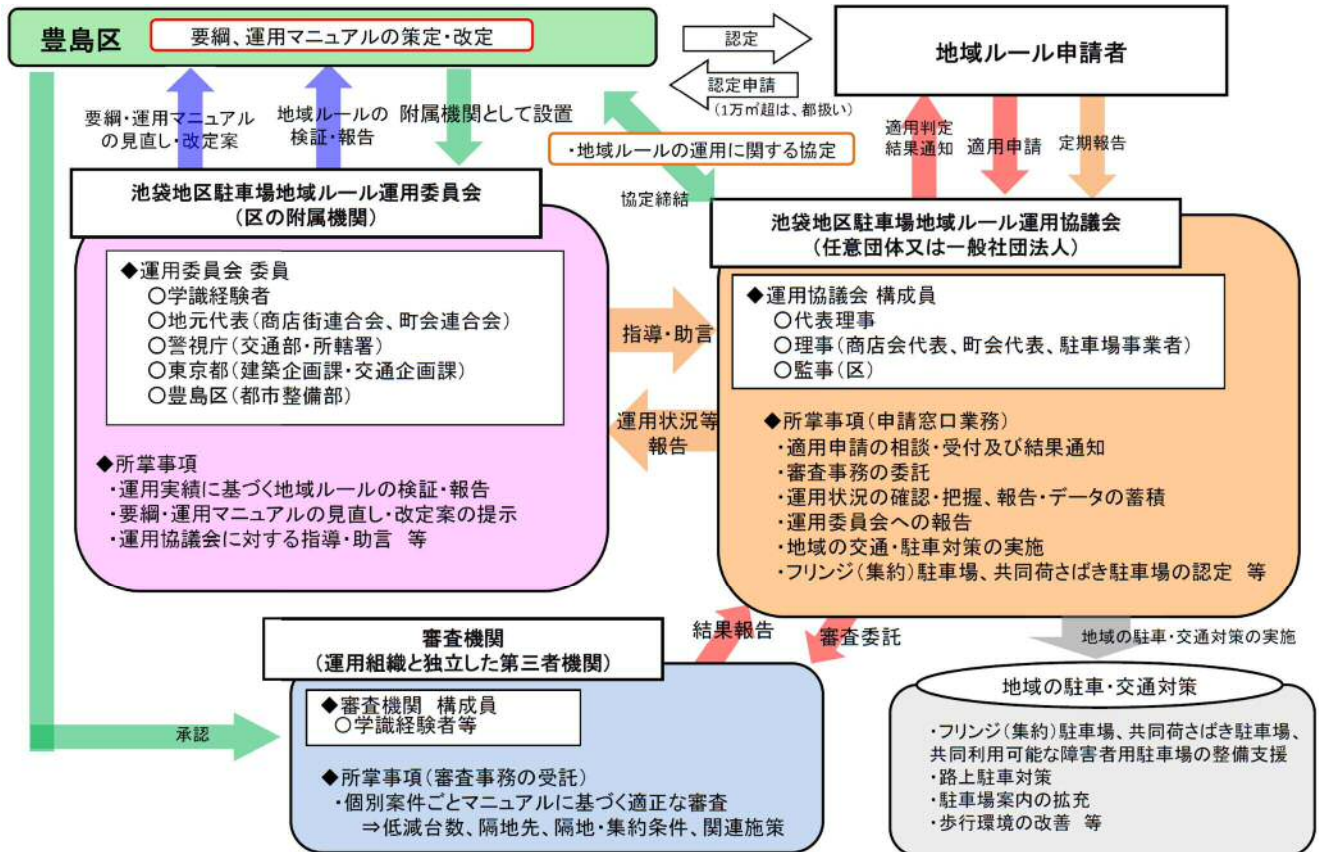 豊島区
要綱、運用マニュアルの策定・改定
認定
認定申請
(1万㎡超は、都扱い)
地域ルール申請者
要綱・運用マニュアル
の見直し・改定案
地域ルールの
検証・報告
附属機関として設置
・地域ルールの運用に関する協定
協定締結
適用判定
結果通知
適用申請
定期報告
池袋地区駐車場地域ルール運用委員会
(区の附属機関)
◆運用委員会 委員
○学識経験者
○地元代表(商店街連合会、町会連合会)
○警視庁(交通部・所轄署)
○東京都(建築企画課・交通企画課)
○豊島区(都市整備部)
◆所掌事項
・運用実績に基づく地域ルールの検証・報告
・要綱・運用マニュアルの見直し・改定案の提示
・運用協議会に対する指導・助言 等
指導・助言
運用状況等
報告
池袋地区駐車場地域ルール運用協議会
(任意団体又は一般社団法人)
◆運用協議会 構成員
○代表理事
○理事(商店会代表、町会代表、駐車場事業者)
○監事(区)
◆所掌事項(申請窓口業務)
・適用申請の相談・受付及び結果通知
・審査事務の委託
・運用状況の確認・把握、報告・データの蓄積
・運用委員会への報告
・地域の交通・駐車対策の実施
・フリンジ(集約)駐車場、共同荷さばき駐車場の認定 等
結果報告
審査委託
地域の駐車・交通対策の実施
承認
審査機関
(運用組織と独立した第三者機関)
◆審査機関 構成員
○学識経験者等
◆所掌事項(審査事務の受託)
・個別案件ごとマニュアルに基づく適正な審査
⇒低減台数、隔地先、隔地・集約条件、関連施策
地域の駐車・交通対策
・フリンジ(集約)駐車場、共同荷さばき駐車場、
共同利用可能な障害者用駐車場の整備支援
・路上駐車対策
・駐車場案内の拡充
・歩行環境の改善 等